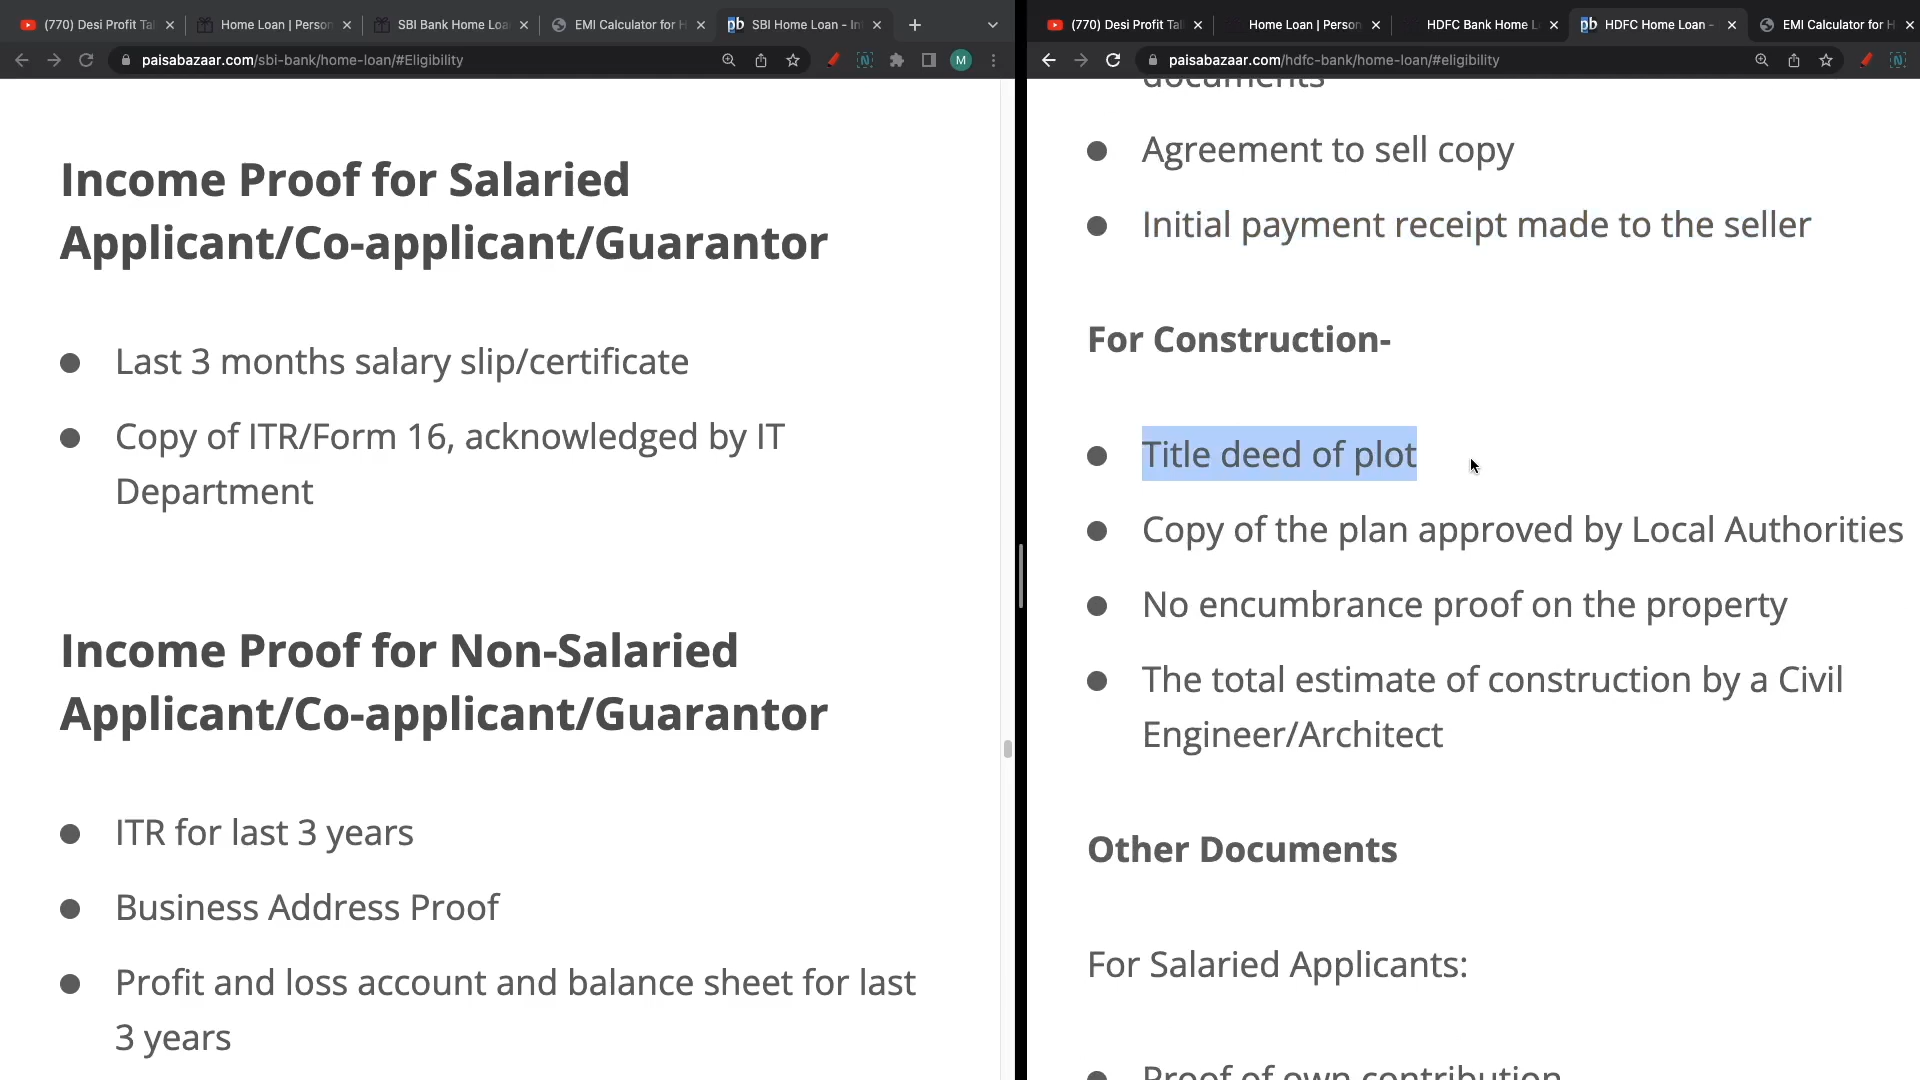 (770) Desi Profit Tal
Home Loan | Person
SBI Bank Home Loa
EMI Calculator for H
pb SBI Home Loan - In
paisabazaar.com/sbi-bank/home-loan/#Eligibility
M
Income Proof for Salaried
Applicant/Co-applicant/Guarantor
Last 3 months salary slip/certificate
Copy of ITR/Form 16, acknowledged by IT
Department
Income Proof for Non-Salaried
Applicant/Co-applicant/Guarantor
ITR for last 3 years
Business Address Proof
Profit and loss account and balance sheet for last
3 years
(770) Desi Profit Tal
Home Loan | Person
HDFC Bank Home L
pb HDFC Home Loan -
EMI Calculator for H
paisabazaar.com/hdfc-bank/home-loan/#eligibility
documents
Agreement to sell copy
Initial payment receipt made to the seller
For Construction-
Title deed of plot
Copy of the plan approved by Local Authorities
No encumbrance proof on the property
The total estimate of construction by a Civil
Engineer/Architect
Other Documents
For Salaried Applicants:
Proof of own contribution